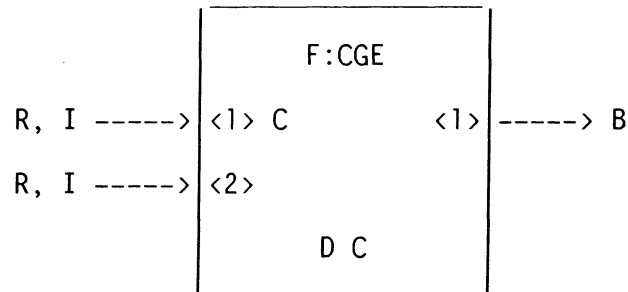 F:CGE
R, I -----> <1> C <1> -----> B
R, I -----> <2>
D C